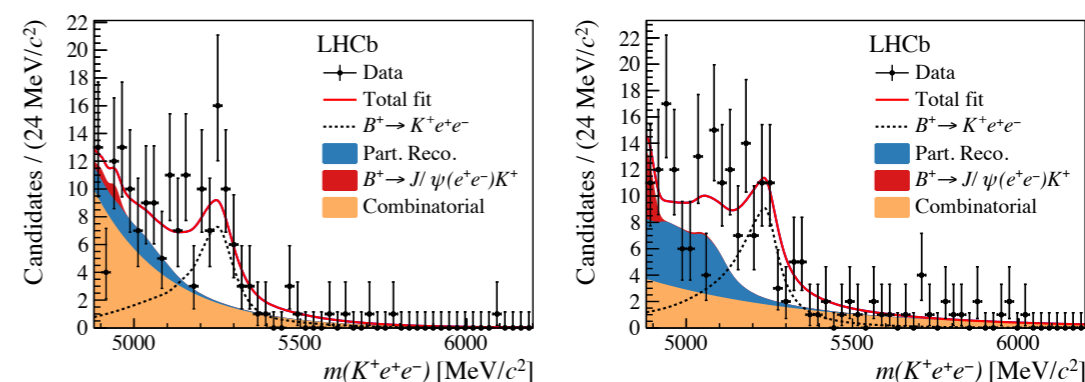 Candidates / (24 MeV/c²)
22
20
18
16
14
12
10
8
6
4
2
0
LHCb
Data
Total fit
B⁺→ K⁺e⁺e⁻
Part. Reco.
B⁺→ J/ψ(e⁺e⁻)K⁺
Combinatorial
5000 5500 6000
m(K⁺e⁺e⁻) [MeV/c²]
Candidates / (24 MeV/c²)
22
20
18
16
14
12
10
8
6
4
2
0
LHCb
Data
Total fit
B⁺→ K⁺e⁺e⁻
Part. Reco.
B⁺→ J/ψ(e⁺e⁻)K⁺
Combinatorial
5000 5500 6000
m(K⁺e⁺e⁻) [MeV/c²]